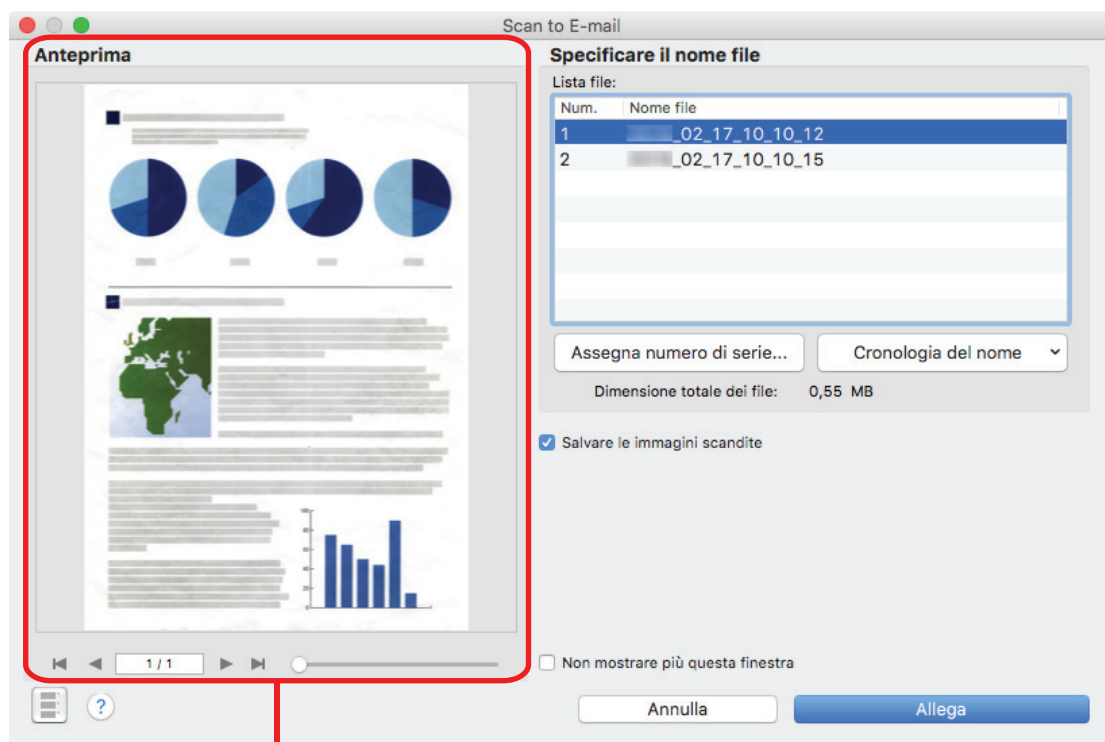 Scan to E-mail
Anteprima
1 / 1
?
Specificare il nome file
Lista file:
Num. Nome file
1 _02_17_10_10_12
2 _02_17_10_10_15
Assegna numero di serie... Cronologia del nome
Dimensione totale dei file: 0,55 MB
Salvare le immagini scandite
Non mostrare più questa finestra
Annulla Allega